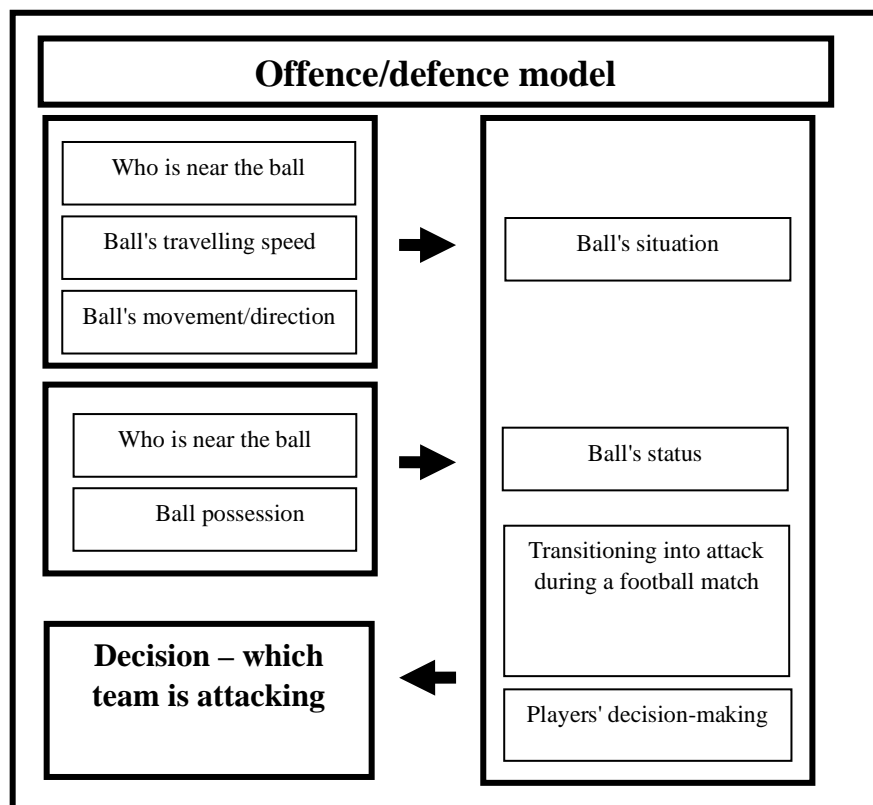 Offence/defence model
Who is near the ball
Ball's travelling speed
Ball's movement/direction
Ball's situation
Who is near the ball
Ball possession
Ball's status
Transitioning into attack
during a football match
Players' decision-making
Decision – which
team is attacking